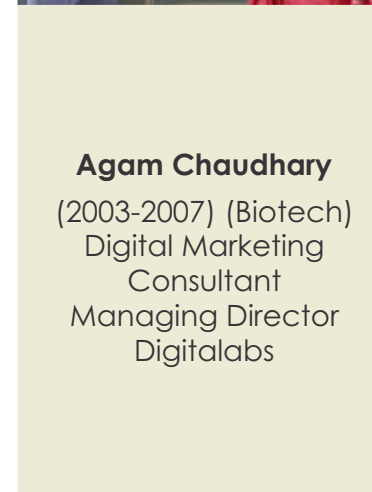 Agam Chaudhary
(2003-2007) (Biotech)
Digital Marketing
Consultant
Managing Director
Digitalabs